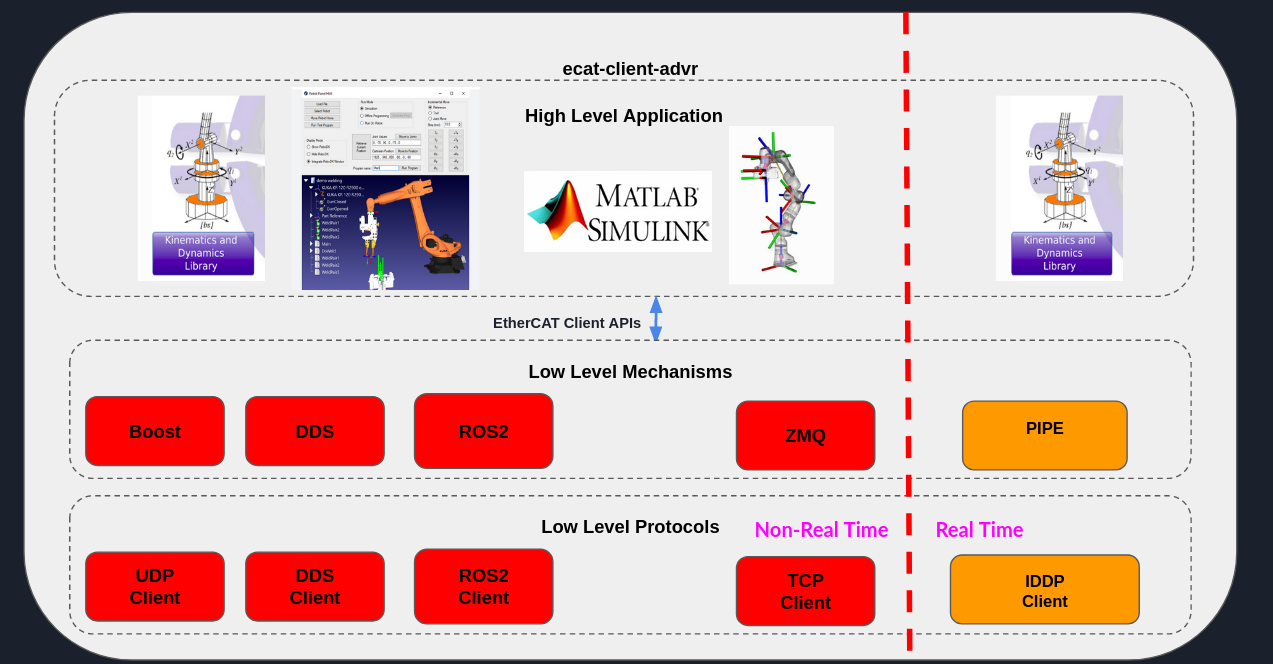 ecat-client-advr
High Level Application
Kinematics and
Dynamics
Library
[bs]
MATLAB
SIMULINK
Kinematics and
Dynamics
Library
[bs]
EtherCAT Client APIs
Low Level Mechanisms
Boost
DDS
ROS2
ZMQ
PIPE
Low Level Protocols
Non-Real Time
Real Time
UDP
Client
DDS
Client
ROS2
Client
TCP
Client
IDDP
Client